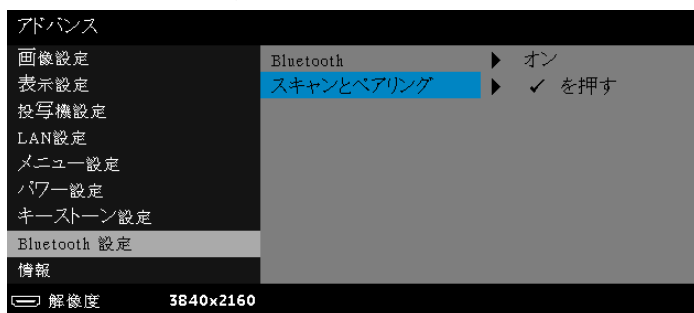 アドバンス
画像設定
表示設定
投写機設定
LAN設定
メニュー設定
パワー設定
キーストーン設定
Bluetooth 設定
情報
Bluetooth ▶ オン
スキャンとペアリング ▶ ✓ を押す
解像度 3840x2160